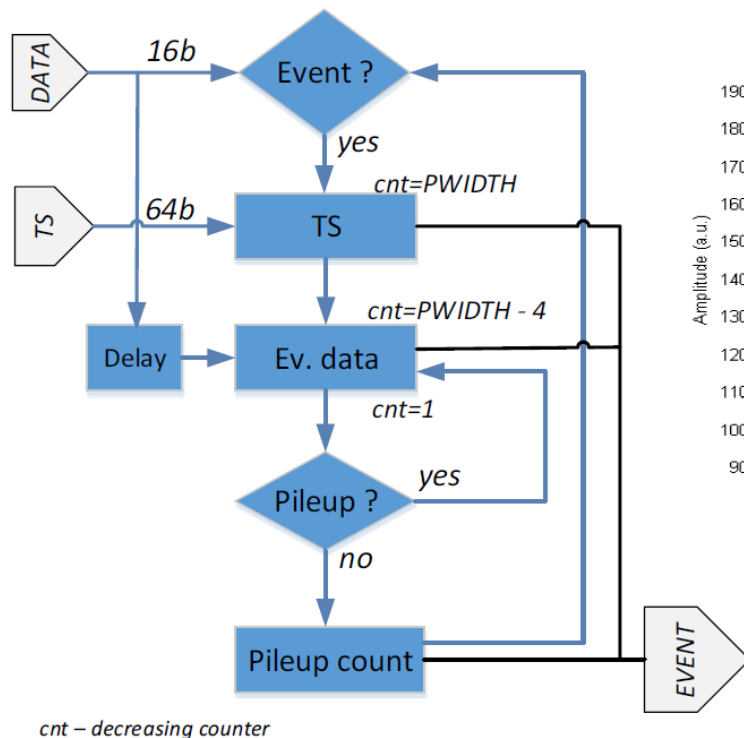 DATA
16b
Event ?
yes
cnt=PWIDTH
TS
64b
TS
cnt=PWIDTH - 4
Delay
Ev. data
cnt=1
Pileup ?
yes
no
Pileup count
EVENT
cnt – decreasing counter
Amplitude (a.u.)
190
180
170
160
150
140
130
120
110
100
90